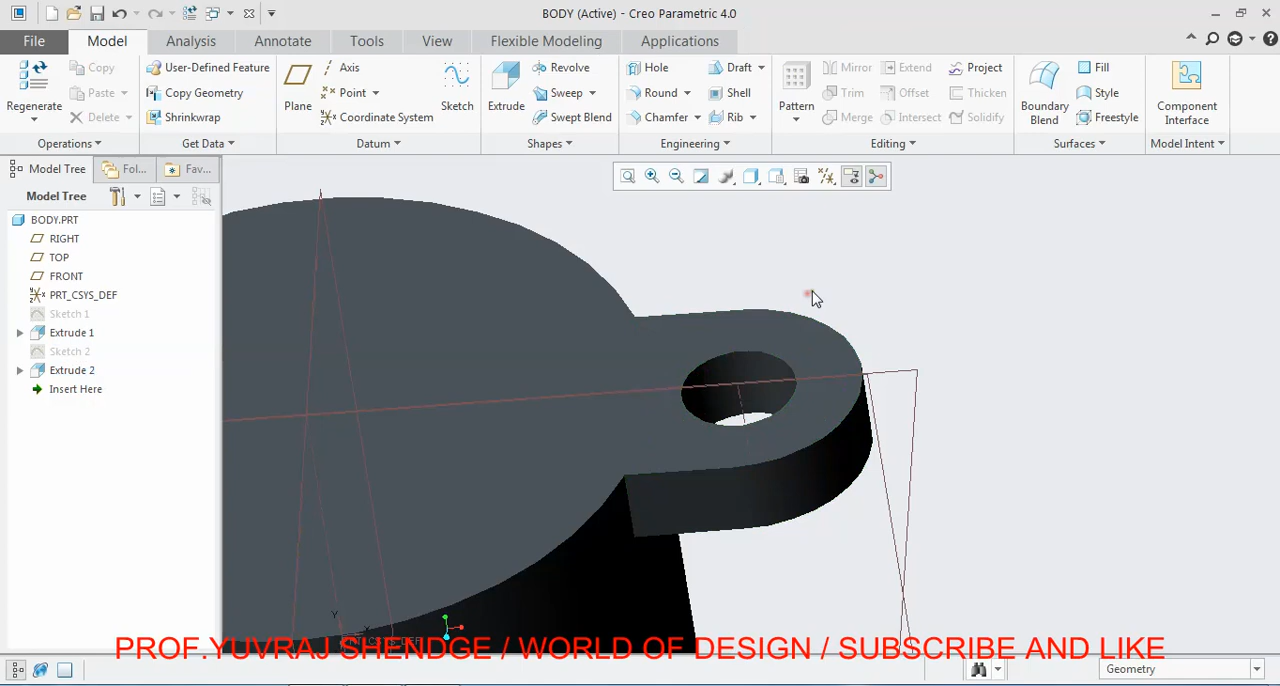 BODY (Active) - Creo Parametric 4.0
File Model Analysis Annotate Tools View Flexible Modeling Applications
Regenerate Copy Paste Delete
Operations
User-Defined Feature
Copy Geometry
Shrinkwrap
Get Data
Plane Axis Point Coordinate System Sketch
Datum
Extrude Revolve Sweep Swept Blend
Shapes
Hole Draft
Round Shell
Chamfer Rib
Engineering
Pattern Mirror Extend Project
Trim Offset Thicken
Merge Intersect Solidify
Editing
Boundary Blend Fill Style Freestyle
Surfaces
Component Interface
Model Intent
Model Tree Fol... Fav...
Model Tree
BODY.PRT
RIGHT
TOP
FRONT
PRT_CSYS_DEF
Sketch 1
Extrude 1
Sketch 2
Extrude 2
Insert Here
Y
PROF.YUVRAJ SHENDGE / WORLD OF DESIGN / SUBSCRIBE AND LIKE
Geometry